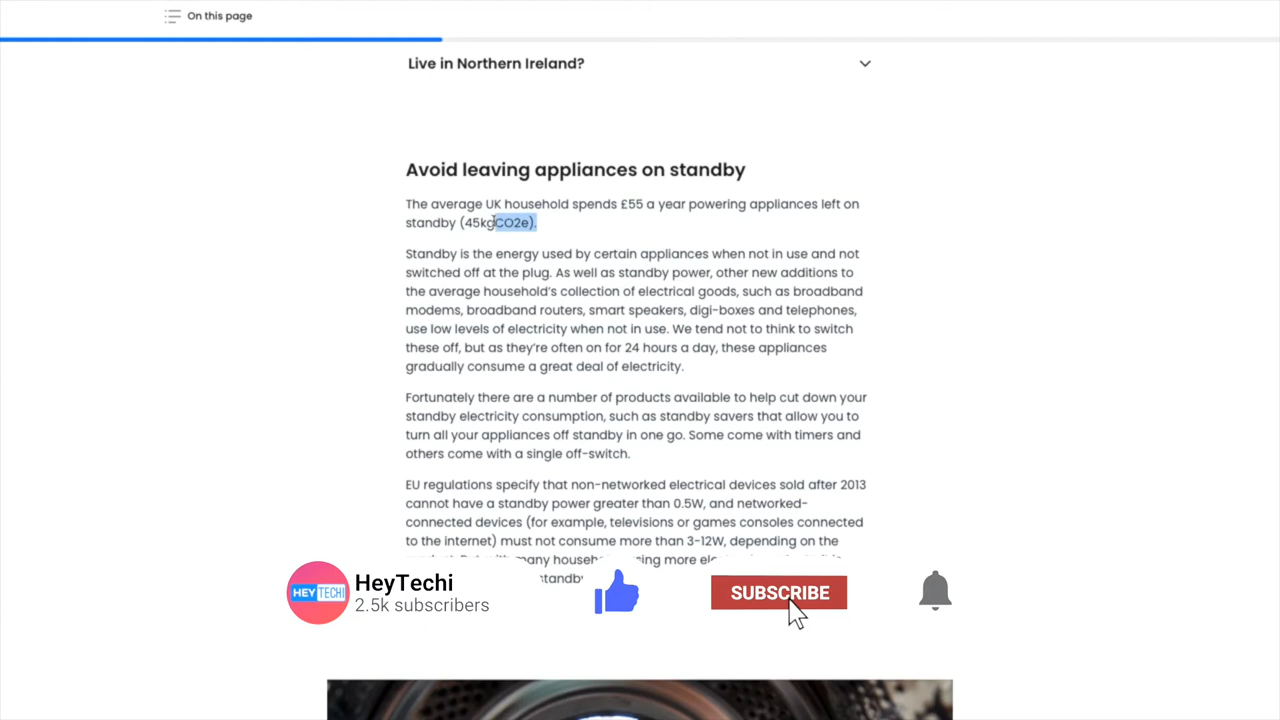 On this page
Live in Northern Ireland?
Avoid leaving appliances on standby
The average UK household spends £55 a year powering appliances left on
standby (45kgCO2e).
Standby is the energy used by certain appliances when not in use and not
switched off at the plug. As well as standby power, other new additions to
the average household's collection of electrical goods, such as broadband
modems, broadband routers, smart speakers, digi-boxes and telephones,
use low levels of electricity when not in use. We tend not to think to switch
these off, but as they're often on for 24 hours a day, these appliances
gradually consume a great deal of electricity.
Fortunately there are a number of products available to help cut down your
standby electricity consumption, such as standby savers that allow you to
turn all your appliances off standby in one go. Some come with timers and
others come with a single off-switch.
EU regulations specify that non-networked electrical devices sold after 2013
cannot have a standby power greater than 0.5W, and networked-
connected devices (for example, televisions or games consoles connected
to the internet) must not consume more than 3-12W, depending on the
many
standby
HEY TECHI
HeyTechi
2.5k subscribers
SUBSCRIBE